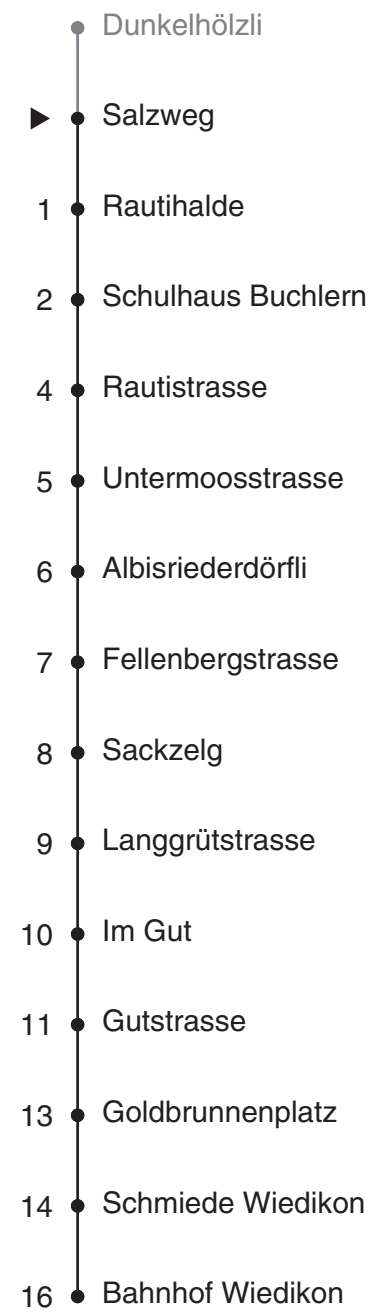 Dunkelhölzli
Salzweg
1 Rautihalde
2 Schulhaus Buchlern
4 Rautistrasse
5 Untermoosstrasse
6 Albisriederdörfli
7 Fellenbergstrasse
8 Sackzelg
9 Langgrütstrasse
10 Im Gut
11 Gutstrasse
13 Goldbrunnenplatz
14 Schmiede Wiedikon
16 Bahnhof Wiedikon